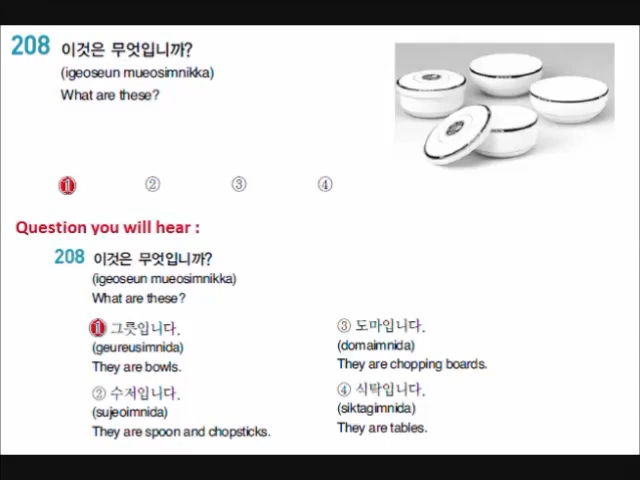 208 이것은 무엇입니까?
(igeoseun mueosimnikka)
What are these?
① ② ③ ④
Question you will hear :
208 이것은 무엇입니까?
(igeoseun mueosimnikka)
What are these?
① 그릇입니다.
(geureusimnida)
They are bowls.
② 수저입니다.
(sujeoimnida)
They are spoon and chopsticks.
③ 도마입니다.
(domaimnida)
They are chopping boards.
④ 식탁입니다.
(siktagimnida)
They are tables.